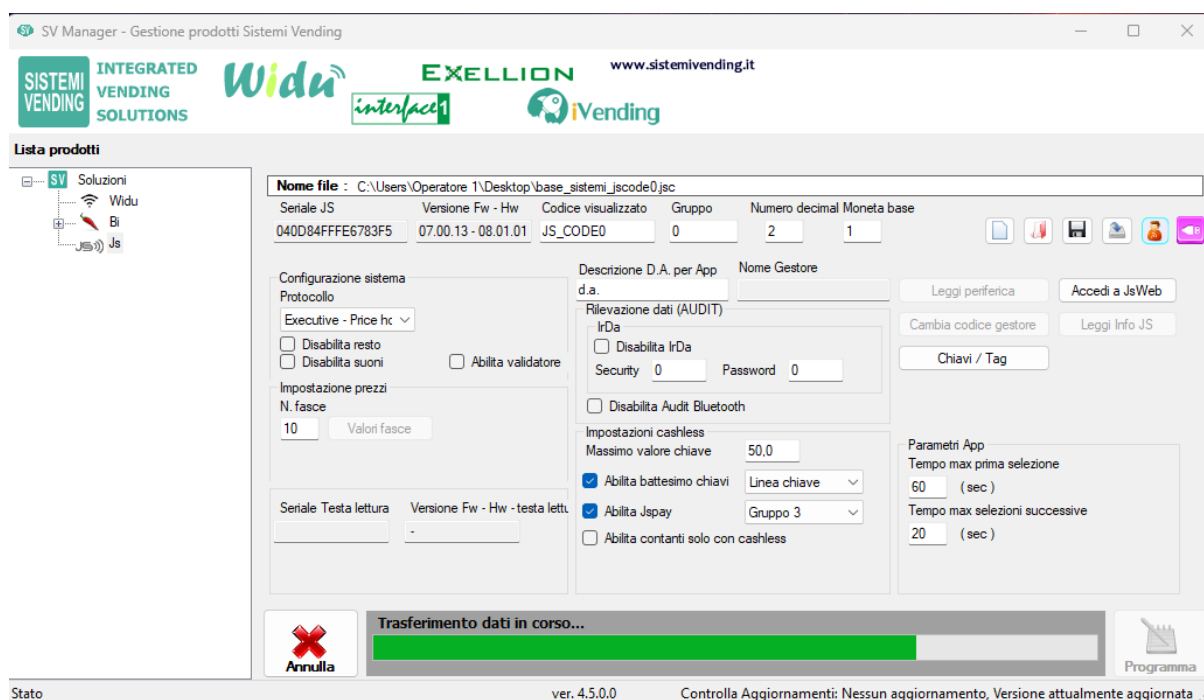 SV Manager - Gestione prodotti Sistemi Vending
SISTEMI VENDING
INTEGRATED VENDING SOLUTIONS
Widu
EXELLION
interface1
www.sistemivending.it
iVending
Lista prodotti
SV Soluzioni
Widu
Bi
JS Js
Nome file : C:\Users\Operatore 1\Desktop\base_sistemi_jscode0.jsc
Seriale JS Versione Fw - Hw Codice visualizzato Gruppo Numero decimal Moneta base
040D84FFFE6783F5 07.00.13 - 08.01.01 JS_CODE0 0 2 1
Configurazione sistema
Protocollo
Executive - Price hc
Disabilita resto
Disabilita suoni Abilita validatore
Impostazione prezzi
N. fasce
10 Valori fasce
Seriale Testa lettura Versione Fw - Hw - testa lettu
-
Descrizione D.A. per App Nome Gestore
d.a.
Rilevazione dati (AUDIT)
IrDa
Disabilita IrDa
Security 0 Password 0
Disabilita Audit Bluetooth
Impostazioni cashless
Massimo valore chiave 50,0
Abilita battesimo chiavi Linea chiave
Abilita Jspay Gruppo 3
Abilita contanti solo con cashless
Leggi periferica Accedi a JsWeb
Cambia codice gestore Leggi Info JS
Chiavi / Tag
Parametri App
Tempo max prima selezione
60 ( sec )
Tempo max selezioni successive
20 ( sec )
Annulla
Trasferimento dati in corso...
Programma
Stato ver. 4.5.0.0 Controlla Aggiornamenti: Nessun aggiornamento, Versione attualmente aggiornata